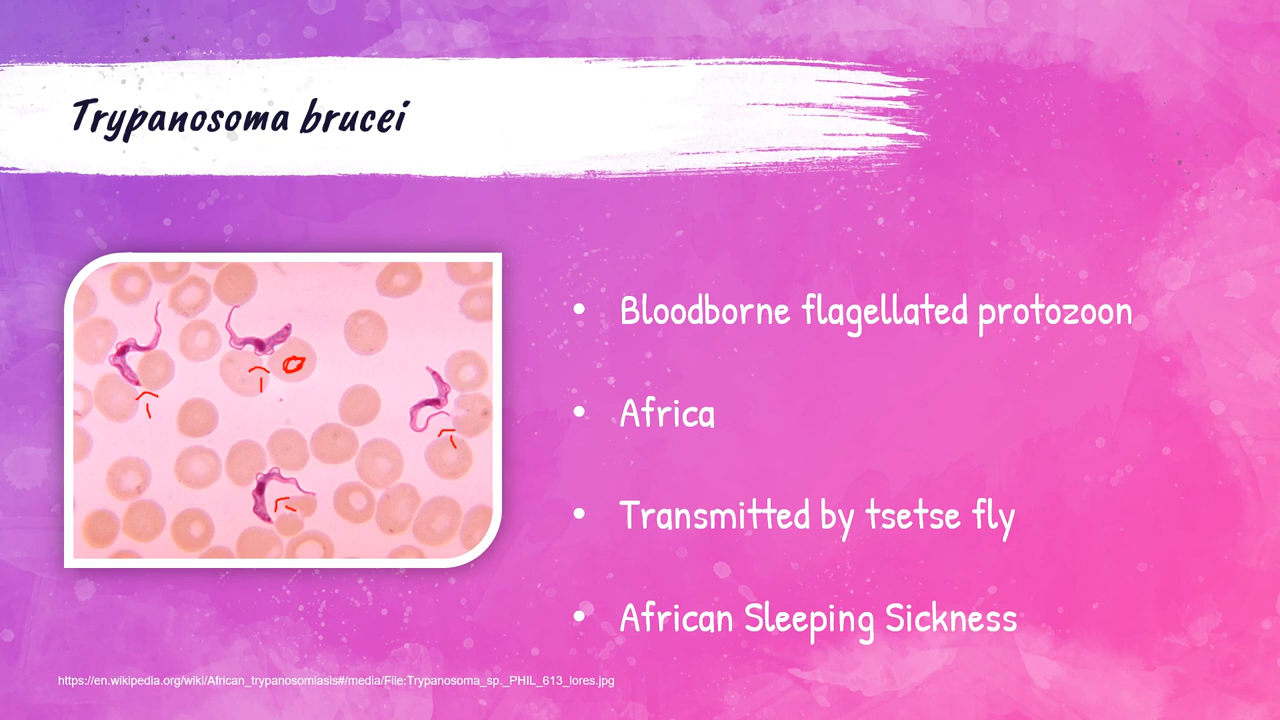 Trypanosoma brucei
• Bloodborne flagellated protozoon
• Africa
• Transmitted by tsetse fly
• African Sleeping Sickness
https://en.wikipedia.org/wiki/African_trypanosomiasis#/media/File:Trypanosoma_sp._PHIL_613_lores.jpg